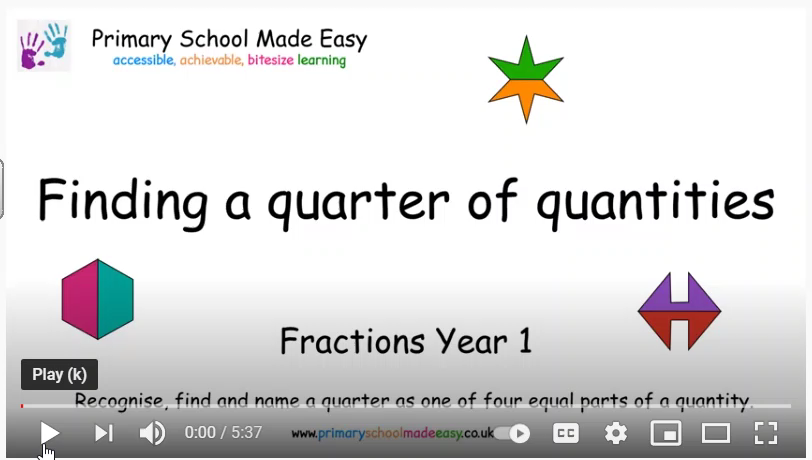 Primary School Made Easy
accessible, achievable, bitesize learning
Finding a quarter of quantities
Fractions Year 1
Play (k)
Recognise, find and name a quarter as one of four equal parts of a quantity.
0:00 / 5:37
www.primaryschoolmadeeasy.co.uk
CC